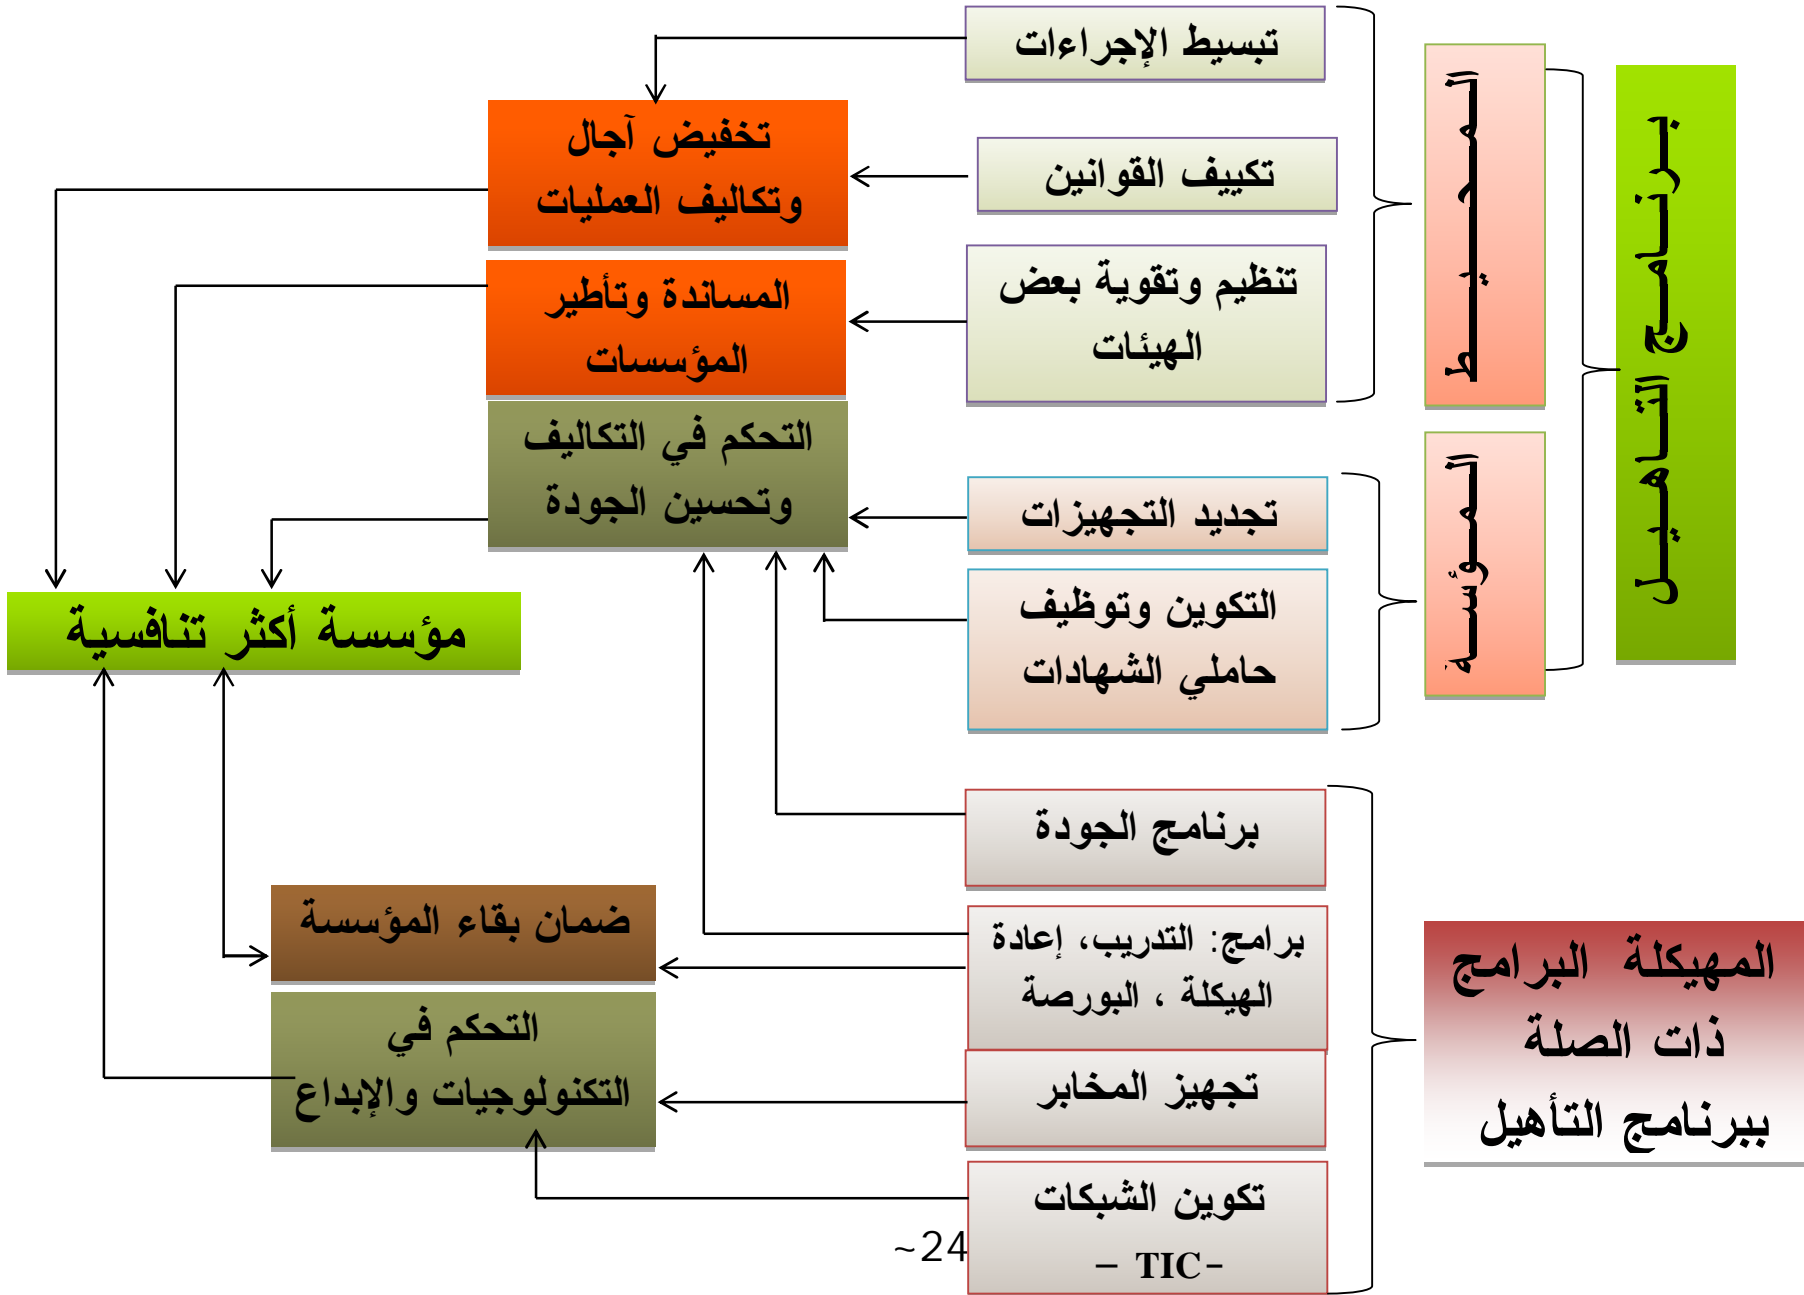 برنامج التاهيل
المحيط
تبسيط الإجراءات
تكييف القوانين
تنظيم وتقوية بعض
الهيئات
تخفيض آجال
وتكاليف العمليات
المساندة وتأطير
المؤسسات
المؤسسة
تجديد التجهيزات
التكوين وتوظيف
حاملي الشهادات
التحكم في التكاليف
وتحسين الجودة
مؤسسة أكثر تنافسية
المهيكلة البرامج
ذات الصلة
ببرنامج التأهيل
برنامج الجودة
برامج: التدريب، إعادة
الهيكلة ، البورصة
تجهيز المخابر
تكوين الشبكات
– TIC-
ضمان بقاء المؤسسة
التحكم في
التكنولوجيات والإبداع
~24